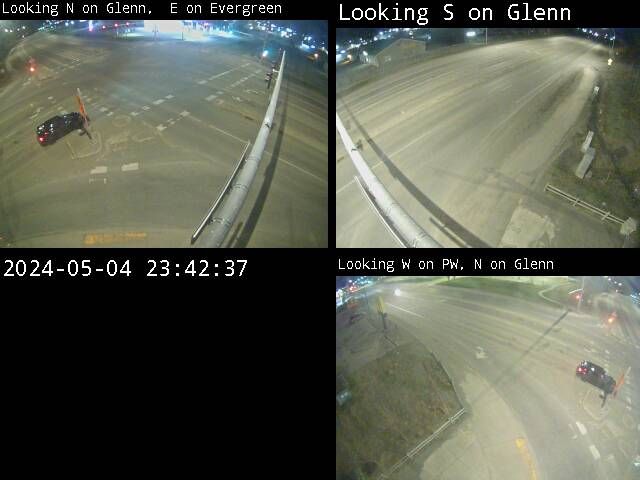 Looking N on Glenn, E on Evergreen
Looking S on Glenn
2024-05-04 23:42:37
Looking W on PW, N on Glenn